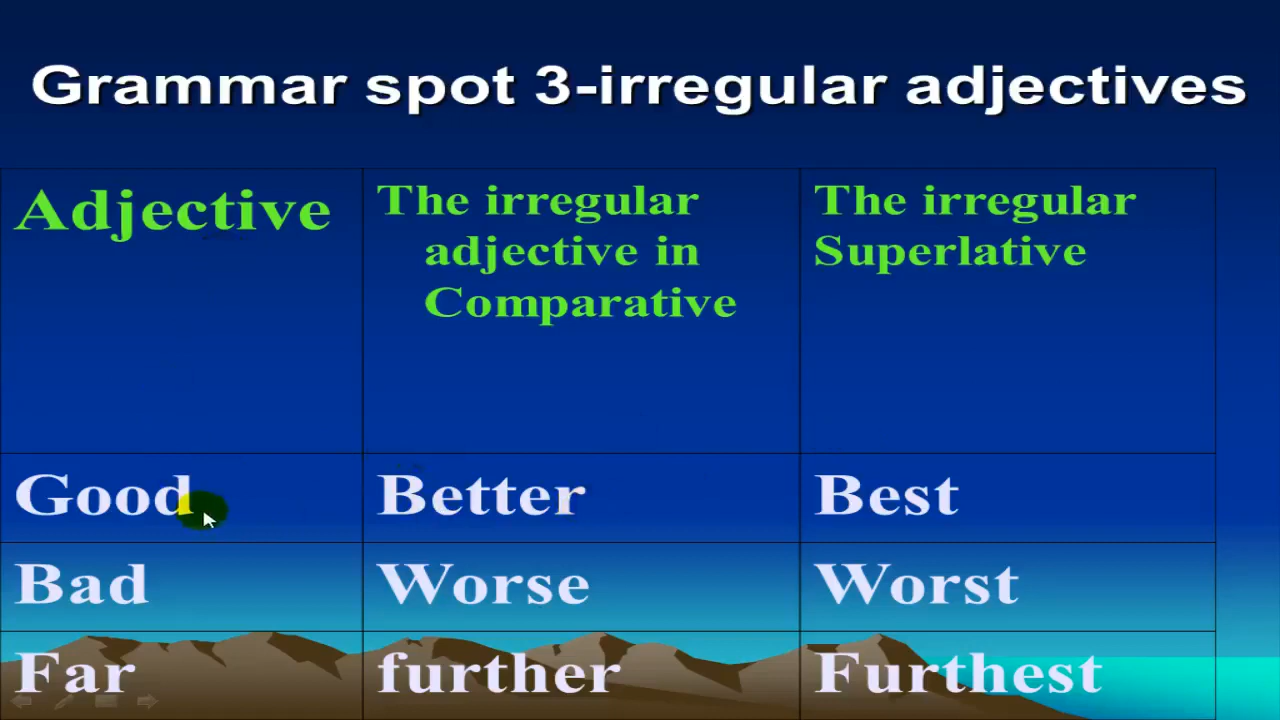 Grammar spot 3-irregular adjectives
Adjective
The irregular
adjective in
Comparative
The irregular
Superlative
Good
Better
Best
Bad
Worse
Worst
Far
further
Furthest